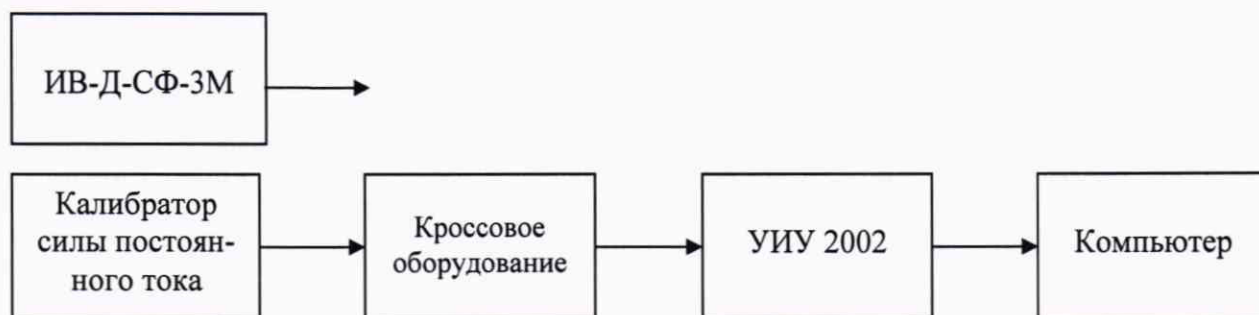 ИВ-Д-СФ-3М
Калибратор
силы постоян-
ного тока
Кроссовое
оборудование
УИУ 2002
Компьютер